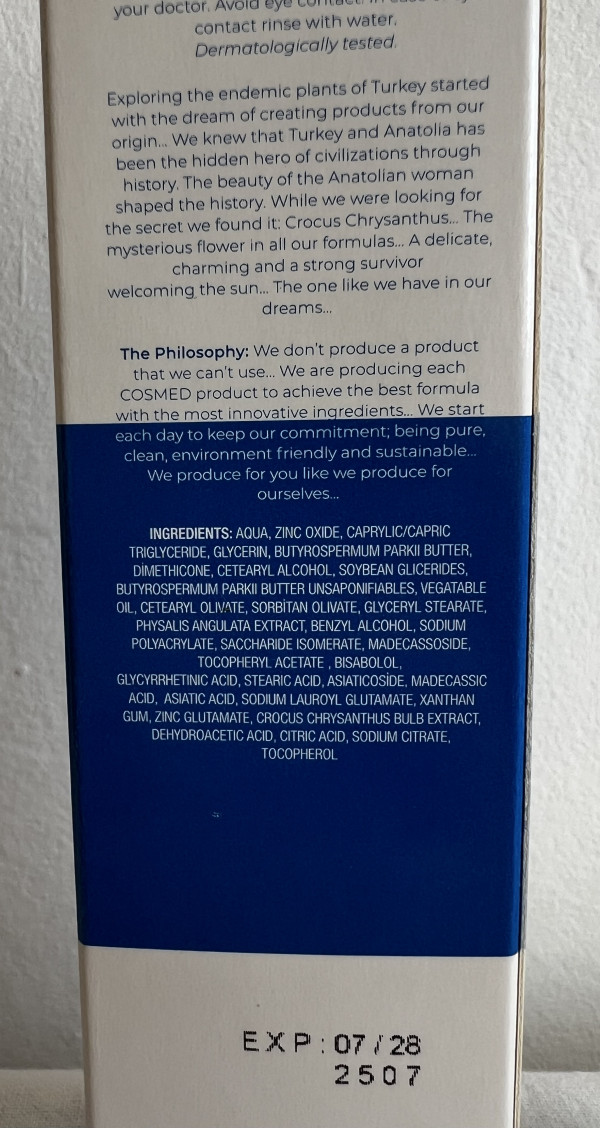 your doctor. Avoid eye contact. In case
contact rinse with water.
Dermatologically tested.
Exploring the endemic plants of Turkey started
with the dream of creating products from our
origin... We knew that Turkey and Anatolia has
been the hidden hero of civilizations through
history. The beauty of the Anatolian woman
shaped the history. While we were looking for
the secret we found it: Crocus Chrysanthus... The
mysterious flower in all our formulas... A delicate,
charming and a strong survivor
welcoming the sun... The one like we have in our
dreams...
The Philosophy: We don't produce a product
that we can't use... We are producing each
COSMED product to achieve the best formula
with the most innovative ingredients... We start
each day to keep our commitment; being pure,
clean, environment friendly and sustainable...
We produce for you like we produce for
ourselves...
INGREDIENTS: AQUA, ZINC OXIDE, CAPRYLIC/CAPRIC
TRIGLYCERIDE, GLYCERIN, BUTYROSPERMUM PARKII BUTTER,
DİMETHICONE, CETEARYL ALCOHOL, SOYBEAN GLICERIDES,
BUTYROSPERMUM PARKII BUTTER UNSAPONIFIABLES, VEGATABLE
OIL, CETEARYL OLIVATE, SORBİTAN OLIVATE, GLYCERYL STEARATE,
PHYSALIS ANGULATA EXTRACT, BENZYL ALCOHOL, SODIUM
POLYACRYLATE, SACCHARIDE ISOMERATE, MADECASSOSIDE,
TOCOPHERYL ACETATE , BISABOLOL,
GLYCYRRHETINIC ACID, STEARIC ACID, ASIATICOSİDE, MADECASSIC
ACID, ASIATIC ACID, SODIUM LAUROYL GLUTAMATE, XANTHAN
GUM, ZINC GLUTAMATE, CROCUS CHRYSANTHUS BULB EXTRACT,
DEHYDROACETIC ACID, CITRIC ACID, SODIUM CITRATE,
TOCOPHEROL
EXP:07/28
2507